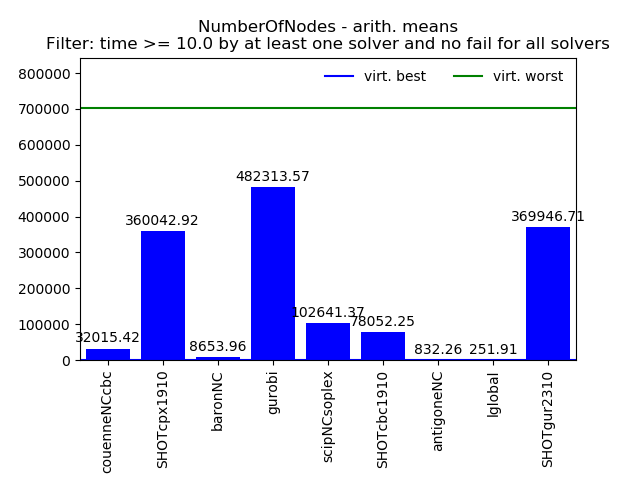 NumberOfNodes - arith. means
Filter: time >= 10.0 by at least one solver and no fail for all solvers
virt. best
virt. worst
800000
700000
600000
500000
400000
300000
200000
100000
0
32015.42
360042.92
8653.96
482313.57
102641.37
78052.25
832.26
251.91
369946.71
couenneNCcbc
SHOTcpx1910
baronNC
gurobi
scipNCsoplex
SHOTcbc1910
antigoneNC
lglobal
SHOTgur2310